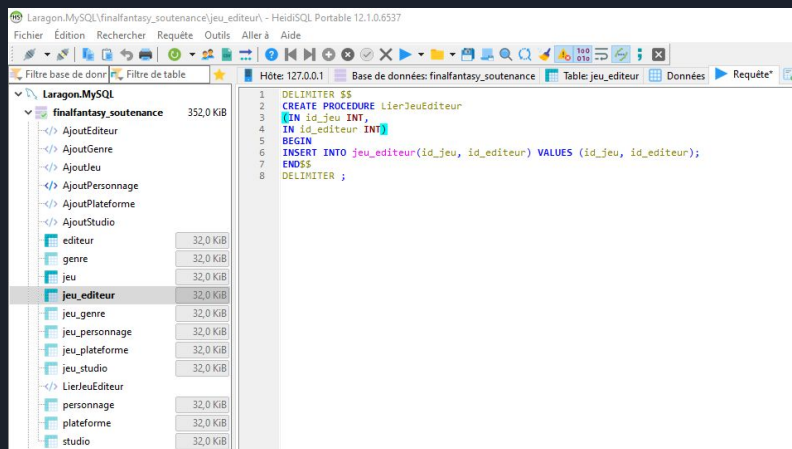 Laragon.MySQL\finalfantasy_soutenance\jeu_editeur\ - HeidiSQL Portable 12.1.0.6537
Fichier Édition Rechercher Requête Outils Aller à Aide
Filtre base de donr Filtre de table
Hôte: 127.0.0.1 Base de données: finalfantasy_soutenance Table: jeu_editeur Données Requête*
Laragon.MySQL
finalfantasy_soutenance 352,0 KiB
AjoutEditeur
AjoutGenre
AjoutJeu
AjoutPersonnage
AjoutPlateforme
AjoutStudio
editeur 32,0 KiB
genre 32,0 KiB
jeu 32,0 KiB
jeu_editeur 32,0 KiB
jeu_genre 32,0 KiB
jeu_personnage 32,0 KiB
jeu_plateforme 32,0 KiB
jeu_studio 32,0 KiB
LierJeuEditeur
personnage 32,0 KiB
plateforme 32,0 KiB
studio 32,0 KiB
1 DELIMITER $$
2 CREATE PROCEDURE LierJeuEditeur
3 (IN id_jeu INT,
4 IN id_editeur INT)
5 BEGIN
6 INSERT INTO jeu_editeur(id_jeu, id_editeur) VALUES (id_jeu, id_editeur);
7 END$$
8 DELIMITER ;